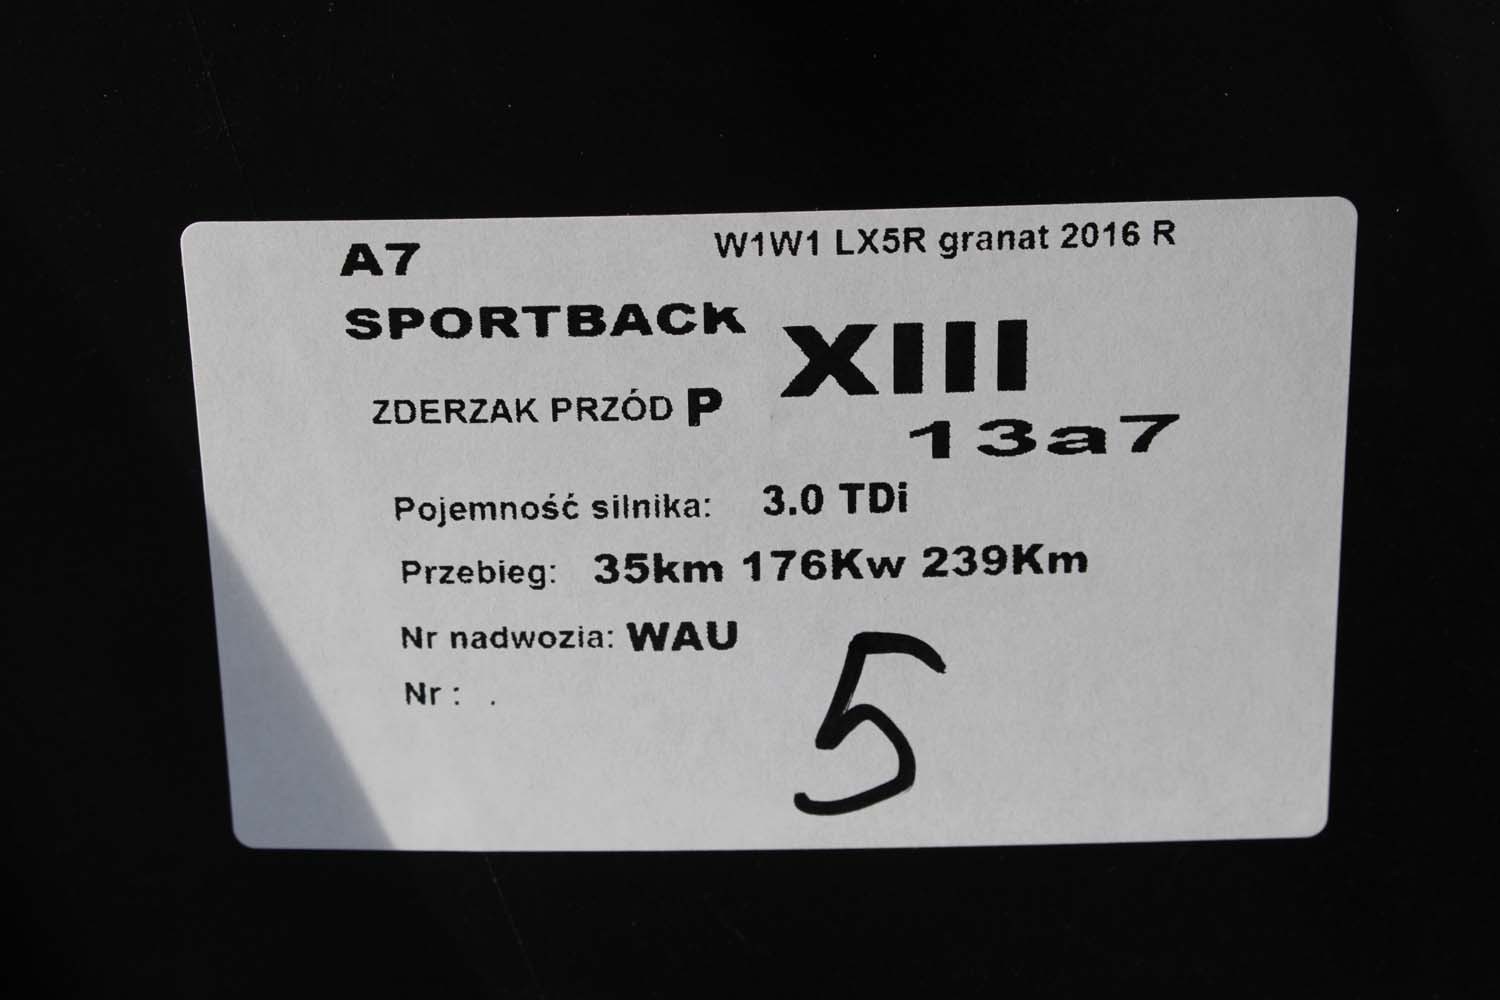 A7
W1W1 LX5R granat 2016 R
SPORTBACK
XIII
ZDERZAK PRZÓD P
13a7
Pojemność silnika: 3.0 TDi
Przebieg: 35km 176Kw 239Km
Nr nadwozia: WAU
Nr : .
5